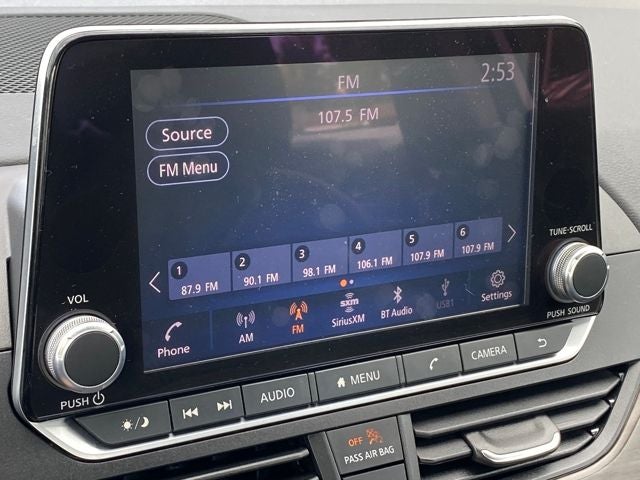 FM
2:53
107.5 FM
Source
FM Menu
TUNE·SCROLL
1 2 3 4 5 6
87.9 FM 90.1 FM 98.1 FM 106.1 FM 107.9 FM 107.9 FM
VOL
Phone
AM
FM
sxm
SiriusXM
BT Audio
USB1
Settings
PUSH SOUND
PUSH
AUDIO
MENU
CAMERA
OFF
PASS AIR BAG